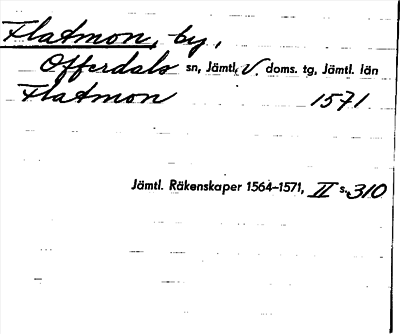 Flatmon, by,
Offerdals sn, Jämtl. V. doms. tg, Jämtl. län
Flatmon 1571
Jämtl. Räkenskaper 1564–1571, II s. 310